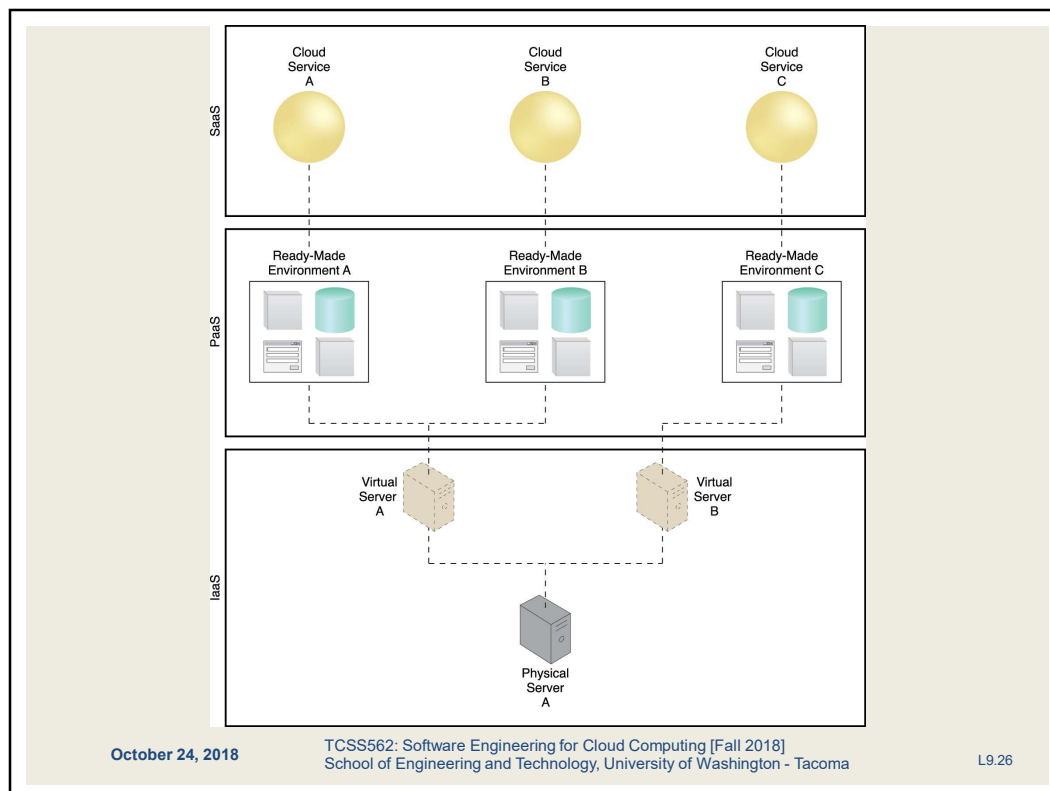 SaaS
Cloud
Service
A
Cloud
Service
B
Cloud
Service
C
PaaS
Ready-Made
Environment A
Ready-Made
Environment B
Ready-Made
Environment C
IaaS
Virtual
Server
A
Virtual
Server
B
Physical
Server
A
October 24, 2018
TCSS562: Software Engineering for Cloud Computing [Fall 2018]
School of Engineering and Technology, University of Washington - Tacoma
L9.26